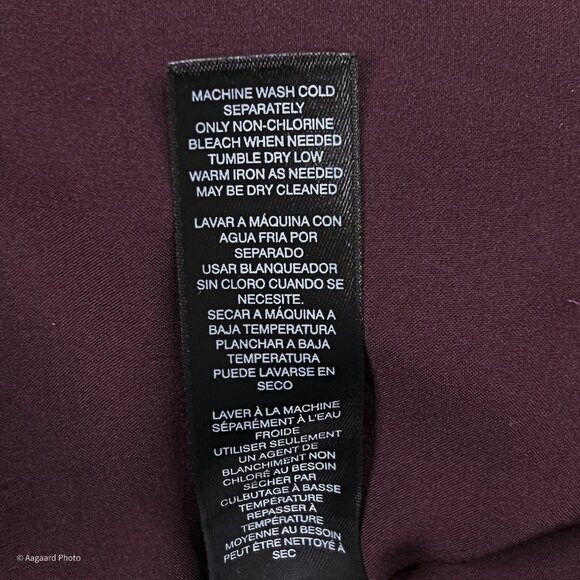 MACHINE WASH COLD
SEPARATELY
ONLY NON-CHLORINE
BLEACH WHEN NEEDED
TUMBLE DRY LOW
WARM IRON AS NEEDED
MAY BE DRY CLEANED
LAVAR A MÁQUINA CON
AGUA FRIA POR
SEPARADO
USAR BLANQUEADOR
SIN CLORO CUANDO SE
NECESITE.
SECAR A MÁQUINA A
BAJA TEMPERATURA
PLANCHAR A BAJA
TEMPERATURA
PUEDE LAVARSE EN
SECO
LAVER À LA MACHINE
SÉPARÉMENT À L'EAU
FROIDE
UTILISER SEULEMENT
UN AGENT DE
BLANCHIMENT NON
CHLORÉ AU BESOIN
SÉCHER PAR
CULBUTAGE À BASSE
TEMPÉRATURE
REPASSER À
TEMPÉRATURE
MOYENNE AU BESOIN
PEUT ÊTRE NETTOYÉ À
SEC
© Aagaard Photo